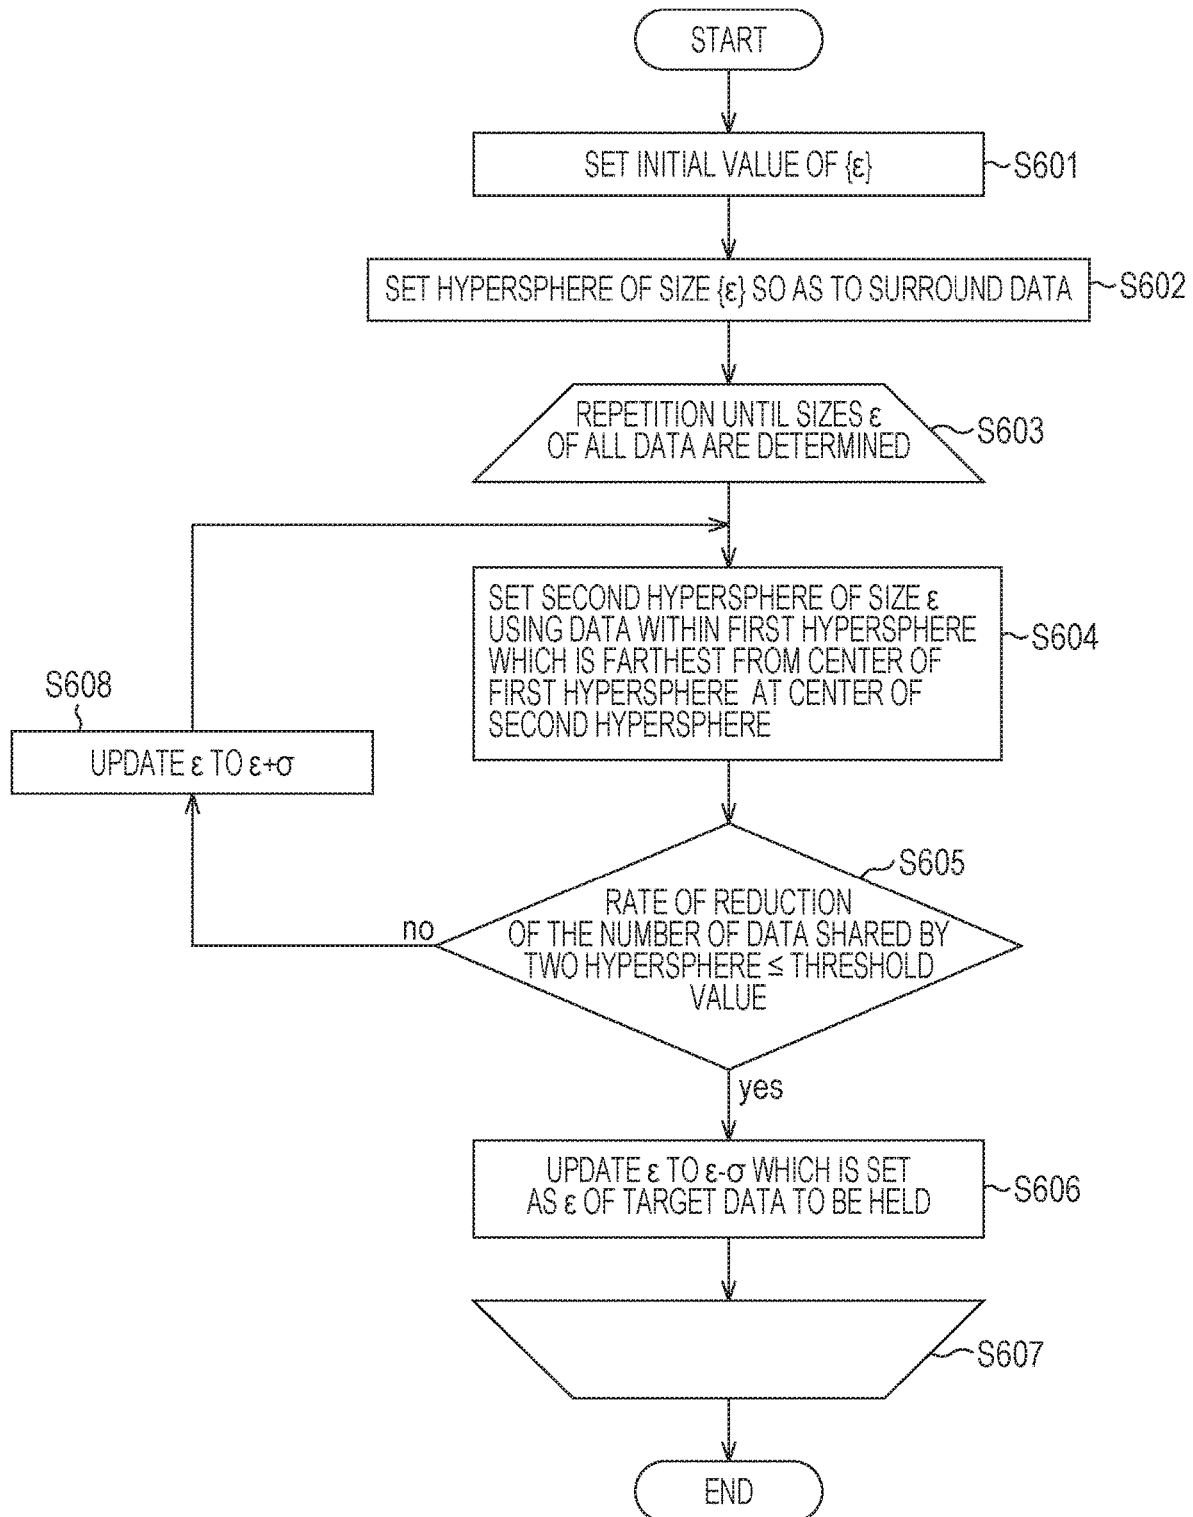 START
SET INITIAL VALUE OF {ε}
S601
SET HYPERSPHERE OF SIZE {ε} SO AS TO SURROUND DATA
S602
REPETITION UNTIL SIZES ε
OF ALL DATA ARE DETERMINED
S603
SET SECOND HYPERSPHERE OF SIZE ε
USING DATA WITHIN FIRST HYPERSPHERE
WHICH IS FARTHEST FROM CENTER OF
FIRST HYPERSPHERE AT CENTER OF
SECOND HYPERSPHERE
S604
S608
UPDATE ε TO ε+σ
S605
RATE OF REDUCTION
OF THE NUMBER OF DATA SHARED BY
TWO HYPERSPHERE ≤ THRESHOLD
VALUE
no
yes
UPDATE ε TO ε-σ WHICH IS SET
AS ε OF TARGET DATA TO BE HELD
S606
S607
END